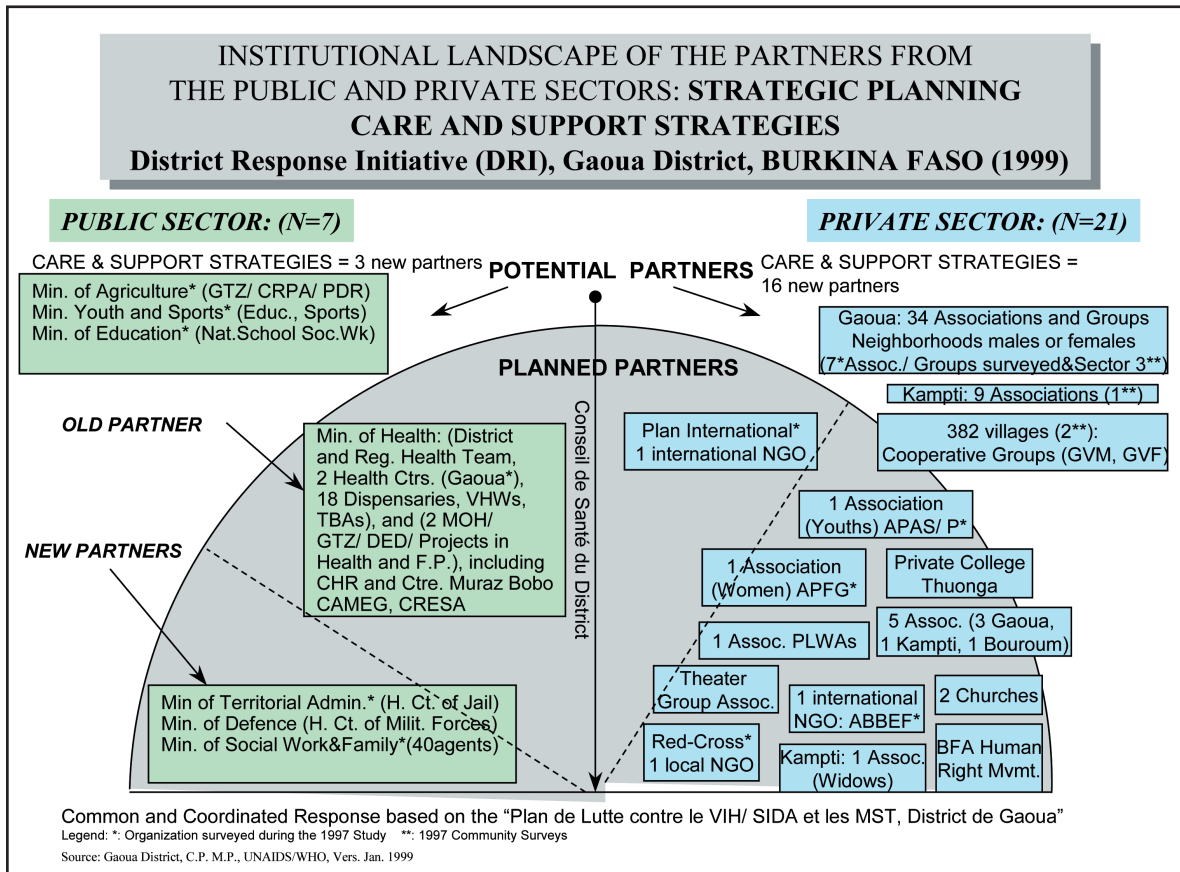 INSTITUTIONAL LANDSCAPE OF THE PARTNERS FROM
THE PUBLIC AND PRIVATE SECTORS: STRATEGIC PLANNING
CARE AND SUPPORT STRATEGIES
District Response Initiative (DRI), Gaoua District, BURKINA FASO (1999)
PUBLIC SECTOR: (N=7)
PRIVATE SECTOR: (N=21)
CARE & SUPPORT STRATEGIES = 3 new partners
POTENTIAL PARTNERS
CARE & SUPPORT STRATEGIES =
16 new partners
Min. of Agriculture* (GTZ/ CRPA/ PDR)
Min. Youth and Sports* (Educ., Sports)
Min. of Education* (Nat.School Soc.Wk)
Gaoua: 34 Associations and Groups
Neighborhoods males or females
(7*Assoc./ Groups surveyed&Sector 3**)
PLANNED PARTNERS
Kampti: 9 Associations (1**)
OLD PARTNER
Min. of Health: (District
and Reg. Health Team,
2 Health Ctrs. (Gaoua*),
18 Dispensaries, VHWs,
TBAs), and (2 MOH/
GTZ/ DED/ Projects in
Health and F.P.), including
CHR and Ctre. Muraz Bobo
CAMEG, CRESA
Conseil de Santé du District
Plan International*
1 international NGO
382 villages (2**):
Cooperative Groups (GVM, GVF)
1 Association
(Youths) APAS/ P*
NEW PARTNERS
1 Association
(Women) APFG*
Private College
Thuonga
1 Assoc. PLWAs
5 Assoc. (3 Gaoua,
1 Kampti, 1 Bouroum)
Theater
Group Assoc.
1 international
NGO: ABBEF*
2 Churches
Min of Territorial Admin.* (H. Ct. of Jail)
Min. of Defence (H. Ct. of Milit. Forces)
Min. of Social Work&Family*(40agents)
Red-Cross*
1 local NGO
Kampti: 1 Assoc.
(Widows)
BFA Human
Right Mvmt.
Common and Coordinated Response based on the “Plan de Lutte contre le VIH/ SIDA et les MST, District de Gaoua”
Legend: *: Organization surveyed during the 1997 Study **: 1997 Community Surveys
Source: Gaoua District, C.P. M.P., UNAIDS/WHO, Vers. Jan. 1999